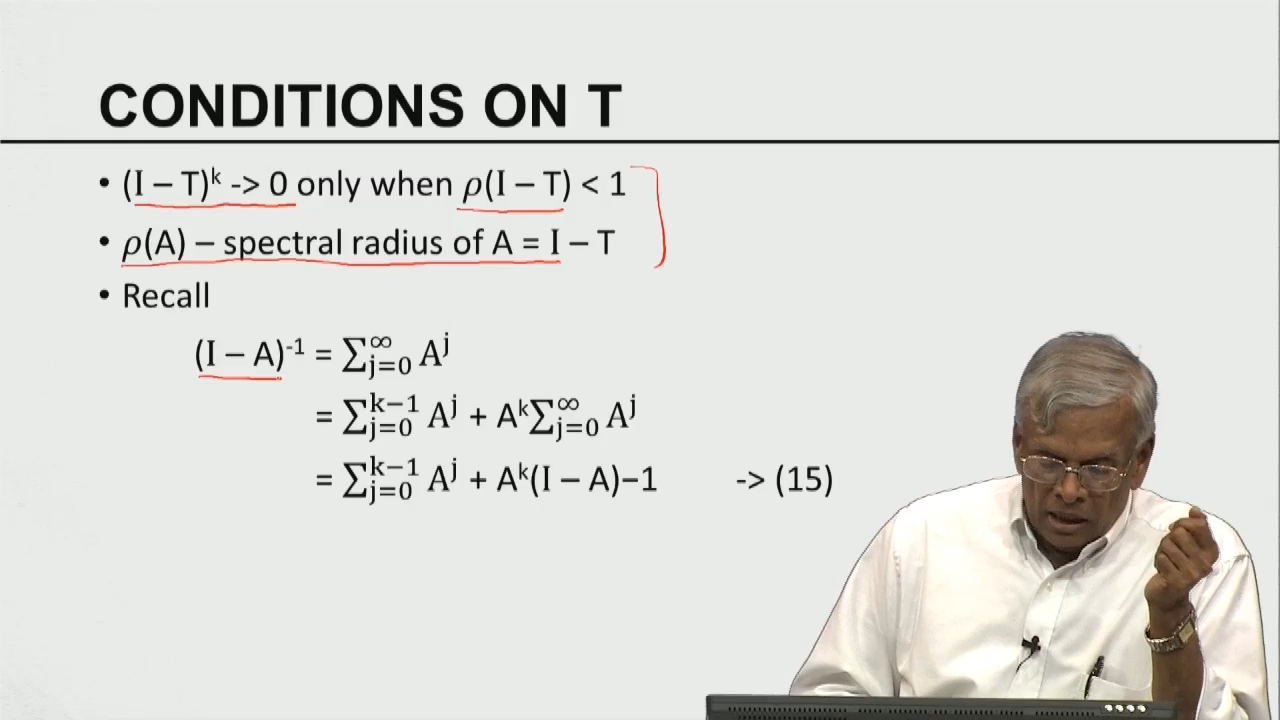 CONDITIONS ON T
• (I – T)ᵏ -> 0 only when ρ(I – T) < 1
• ρ(A) – spectral radius of A = I – T
• Recall
(I – A)⁻¹ = ∑_{j=0}^{∞} Aʲ
= ∑_{j=0}^{k−1} Aʲ + Aᵏ∑_{j=0}^{∞} Aʲ
= ∑_{j=0}^{k−1} Aʲ + Aᵏ(I – A)−1 -> (15)